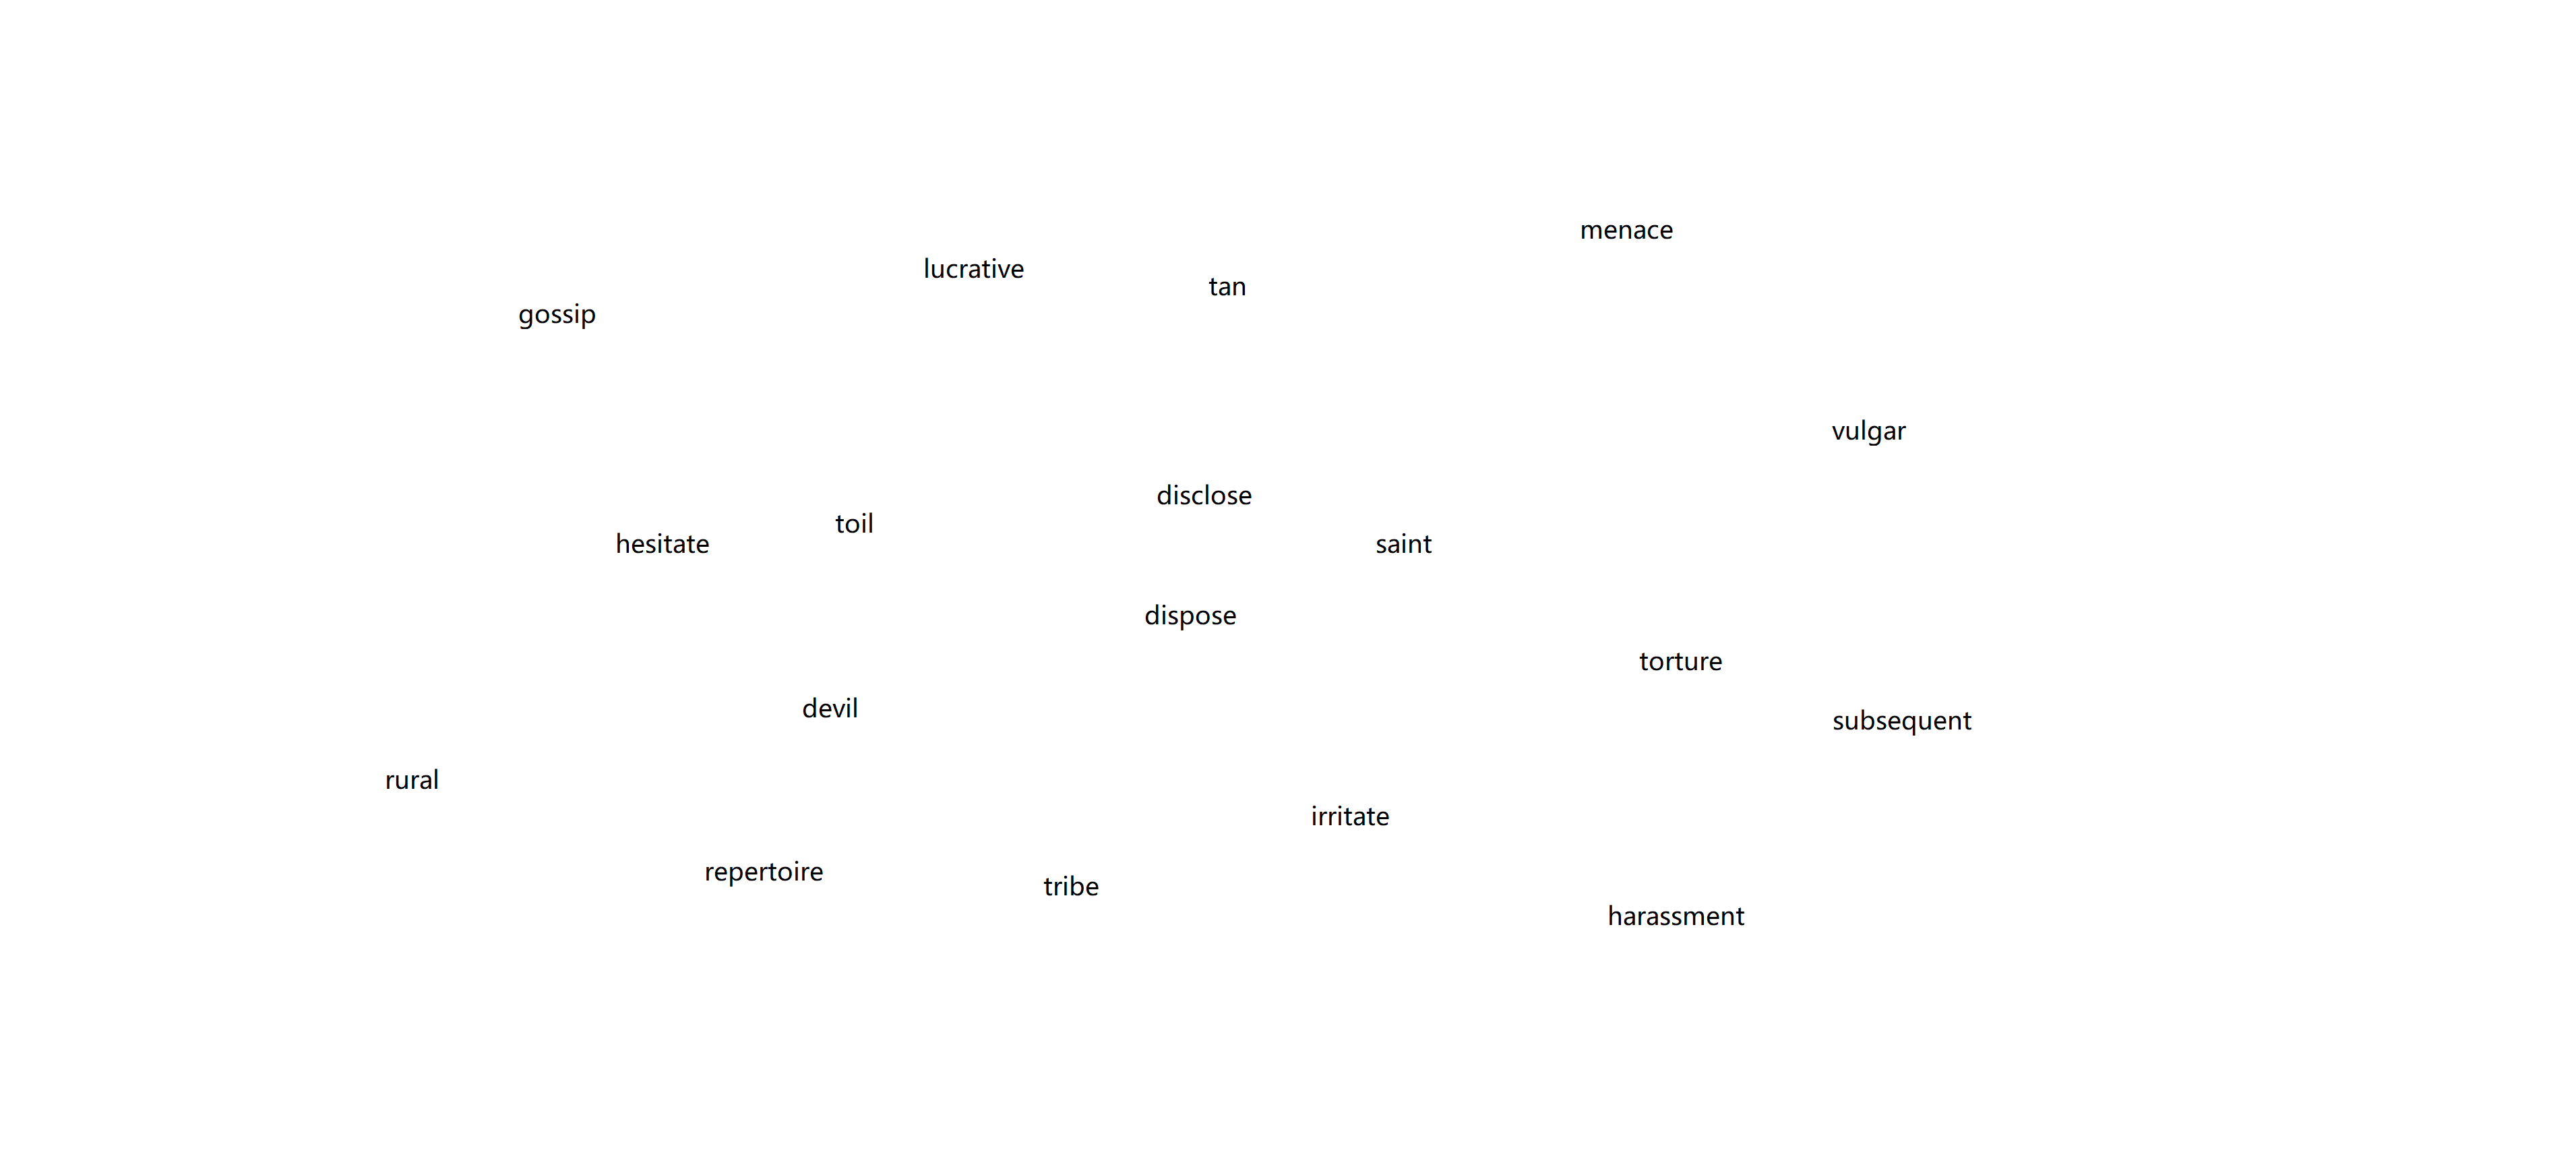 menace
lucrative
tan
gossip
vulgar
disclose
toil
hesitate
saint
dispose
torture
devil
subsequent
rural
irritate
repertoire
tribe
harassment